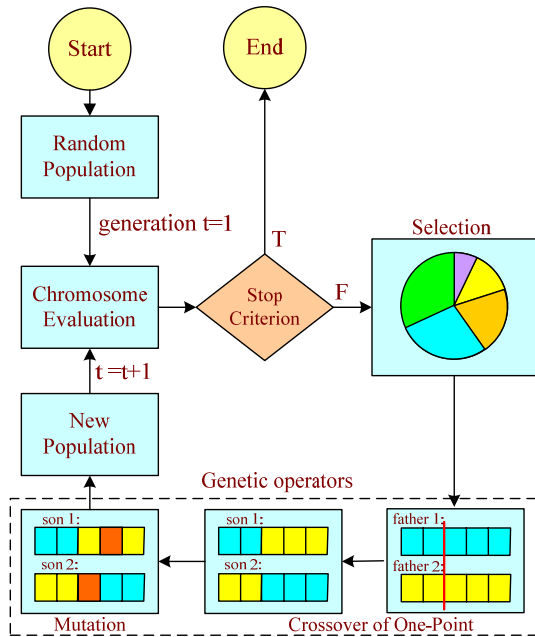 Start
End
Random
Population
generation t=1
T
Selection
Chromosome
Evaluation
Stop
Criterion
F
t =t+1
New
Population
Genetic operators
son 1:
son 2:
Mutation
son 1:
son 2:
father 1:
father 2:
Crossover of One-Point